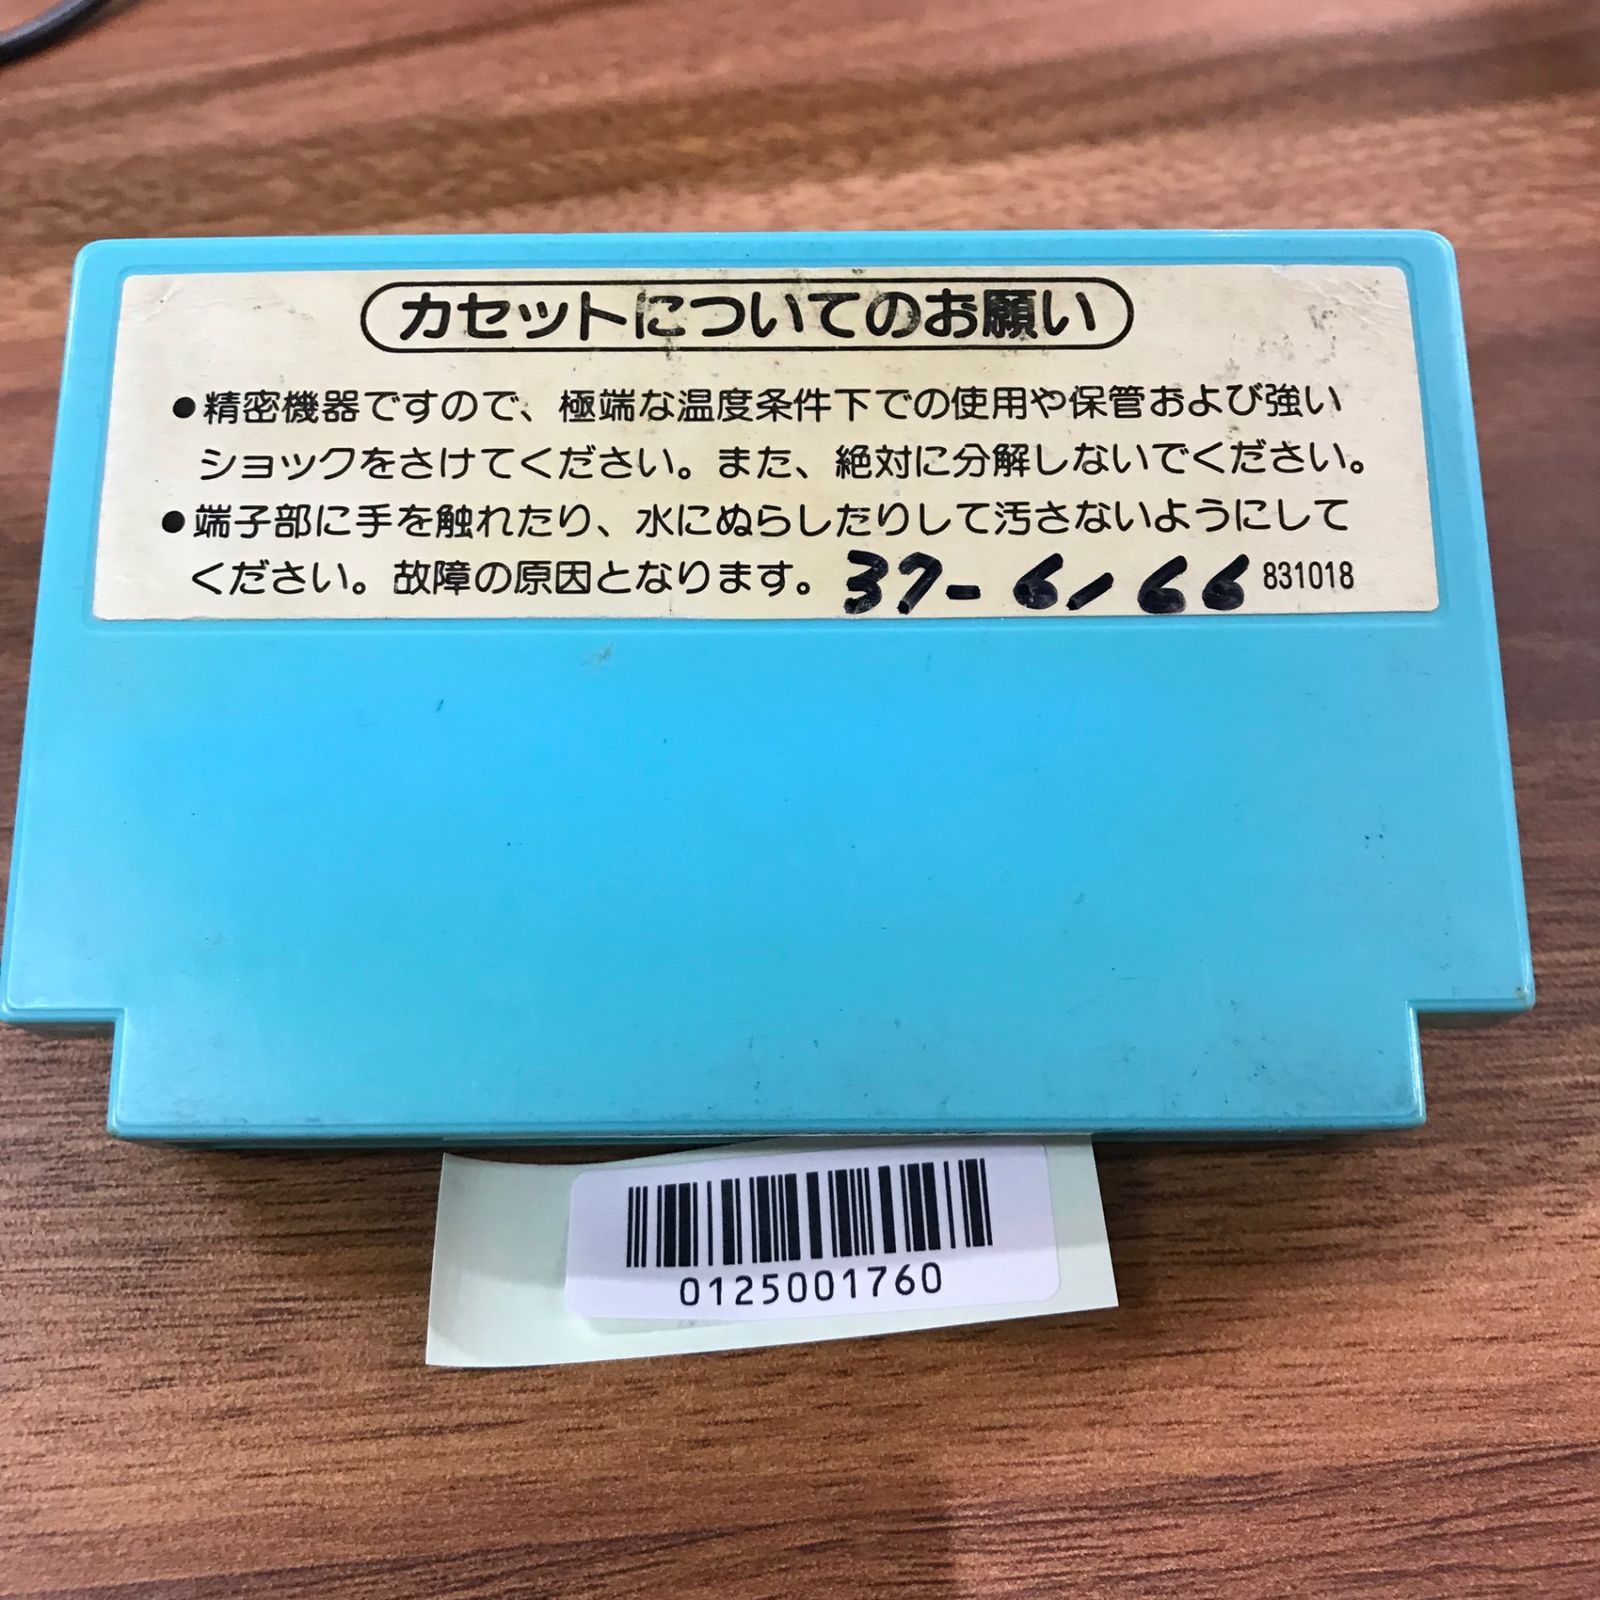 カセットについてのお願い
●精密機器ですので、極端な温度条件下での使用や保管および強い
ショックをさけてください。また、絶対に分解しないでください。
●端子部に手を触れたり、水にぬらしたりして汚さないようにして
ください。故障の原因となります。 37-6,66 831018
0125001760